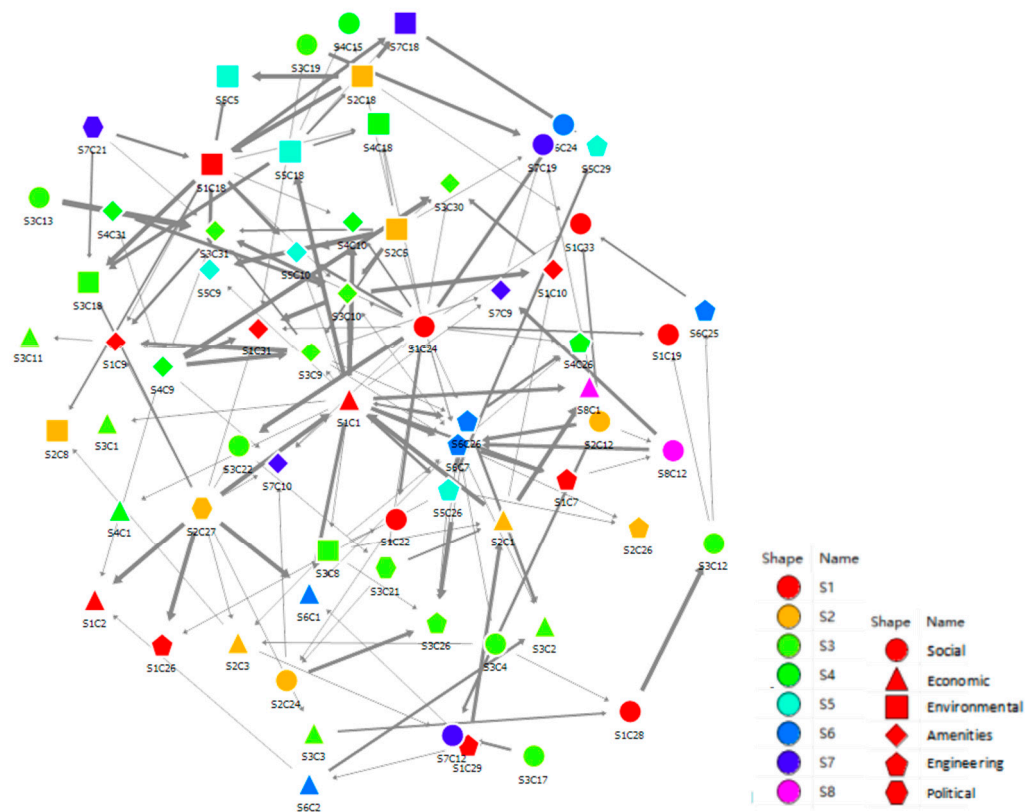 S4C15
S7C18
S3C19
S5C5
S2C18
S7C21
S4C18
S5C18
S1C18
S7C19
S5C29
S3C13
S4C31
S3C30
S3C31
S4C10
S2C5
S1C33
S5C10
S5C9
S1C10
S3C18
S3C10
S7C9
S1C31
S1C24
S6C25
S3C11
S1C9
S4C9
S3C9
S4C26
S1C19
S1C1
S8C1
S2C8
S3C1
S3C22
S6C26
S2C12
S6C7
S8C12
S7C10
S1C7
S4C1
S2C27
S5C26
S1C22
S2C1
S2C26
S3C8
S3C21
S3C12
S1C2
S6C1
S1C26
S2C3
S3C26
S3C4
S3C2
S2C24
S1C28
S3C3
S7C12
S1C29
S3C17
S6C2
Shape Name
S1
S2
S3
S4
S5
S6
S7
S8
Shape Name
Social
Economic
Environmental
Amenities
Engineering
Political